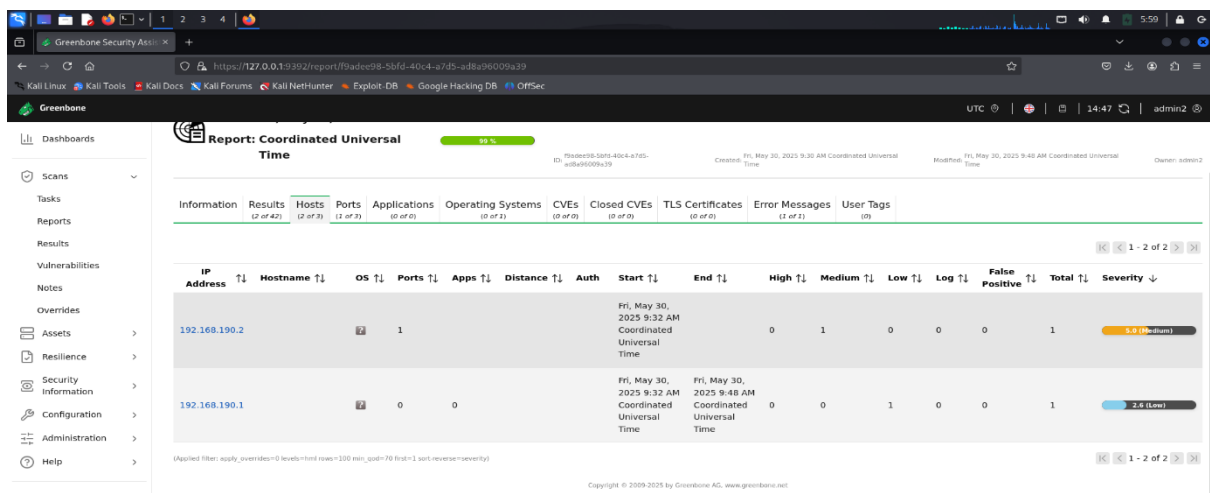 1 2 3 4
5:59
Greenbone Security Assis
https://127.0.0.1:9392/report/f9adee98-5bfd-40c4-a7d5-ad8a96009a39
Kali Linux Kali Tools Kali Docs Kali Forums Kali NetHunter Exploit-DB Google Hacking DB OffSec
Greenbone
UTC
14:47
admin2
Dashboards
Scans
Tasks
Reports
Results
Vulnerabilities
Notes
Overrides
Assets
Resilience
Security
Information
Configuration
Administration
Help
Report: Coordinated Universal
Time
99 %
ID: f9adee98-5bfd-40c4-a7d5-
ad8a96009a39
Created: Fri, May 30, 2025 9:30 AM Coordinated Universal
Time
Modified: Fri, May 30, 2025 9:48 AM Coordinated Universal
Time
Owner: admin2
Information Results Hosts Ports Applications Operating Systems CVEs Closed CVEs TLS Certificates Error Messages User Tags
(2 of 42) (2 of 3) (1 of 3) (0 of 0) (0 of 1) (0 of 0) (0 of 0) (0 of 0) (1 of 1) (0)
1 - 2 of 2
IP
Address
Hostname OS Ports Apps Distance Auth Start End High Medium Low Log
False
Positive
Total Severity
192.168.190.2
1
Fri, May 30,
2025 9:32 AM
Coordinated
Universal
Time
0 1 0 0 0 1
5.0 (Medium)
192.168.190.1
0 0
Fri, May 30,
2025 9:32 AM
Coordinated
Universal
Time
Fri, May 30,
2025 9:48 AM
Coordinated
Universal
Time
0 0 1 0 0 1
2.6 (Low)
(Applied filter: apply_overrides=0 levels=hml rows=100 min_qod=70 first=1 sort-reverse=severity)
1 - 2 of 2
Copyright © 2009-2025 by Greenbone AG, www.greenbone.net